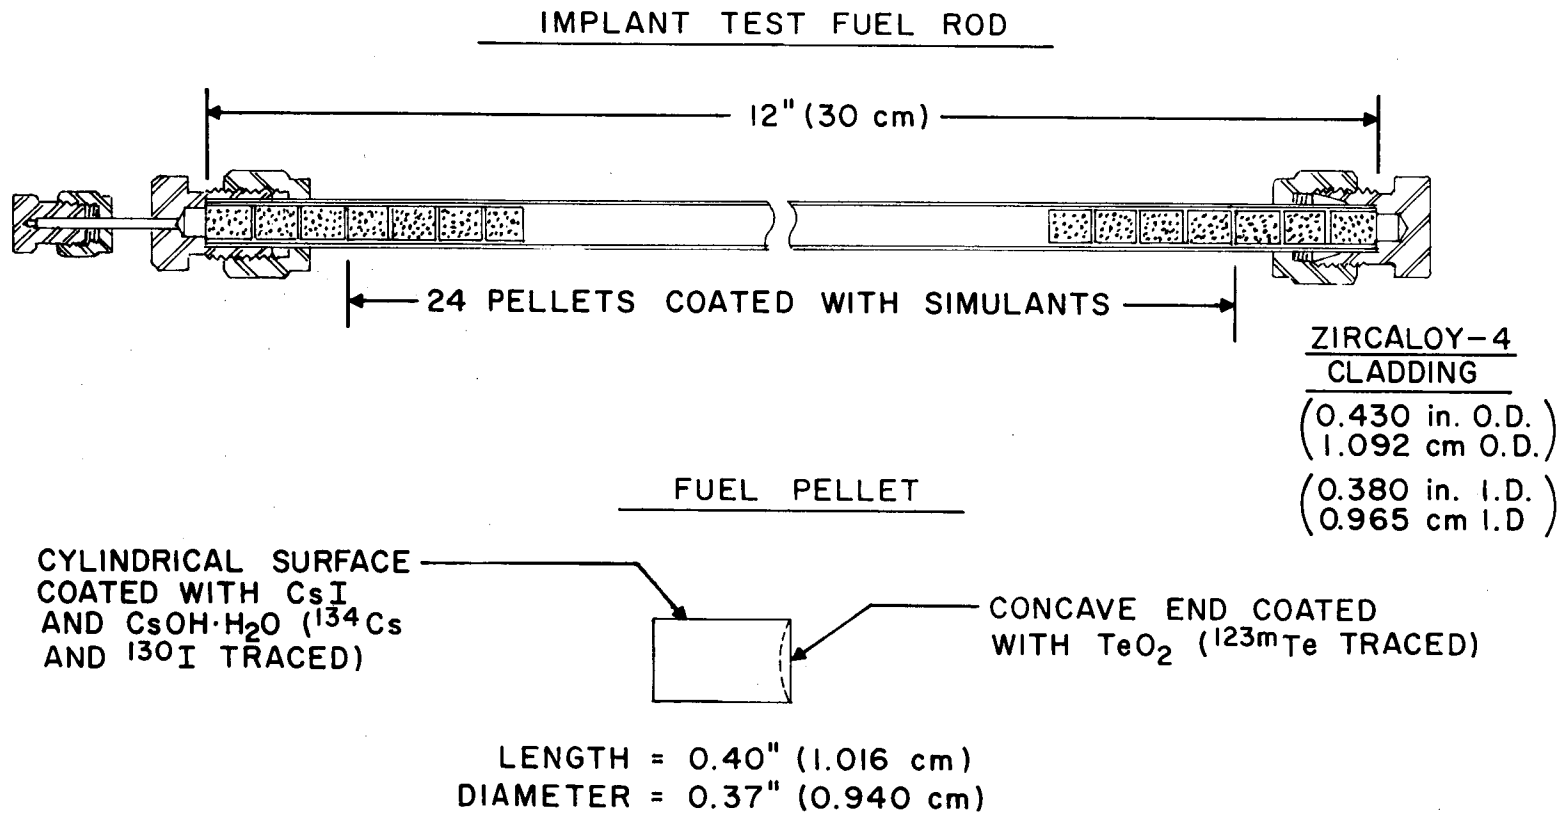 IMPLANT TEST FUEL ROD
12" (30 cm)
24 PELLETS COATED WITH SIMULANTS
ZIRCALOY-4
CLADDING
(0.430 in. O.D.
1.092 cm O.D.)
(0.380 in. I.D.
0.965 cm I.D)
FUEL PELLET
CYLINDRICAL SURFACE
COATED WITH CsI
AND CsOH·H₂O (¹³⁴Cs
AND ¹³⁰I TRACED)
CONCAVE END COATED
WITH TeO₂ (¹²³ᵐTe TRACED)
LENGTH = 0.40" (1.016 cm)
DIAMETER = 0.37" (0.940 cm)